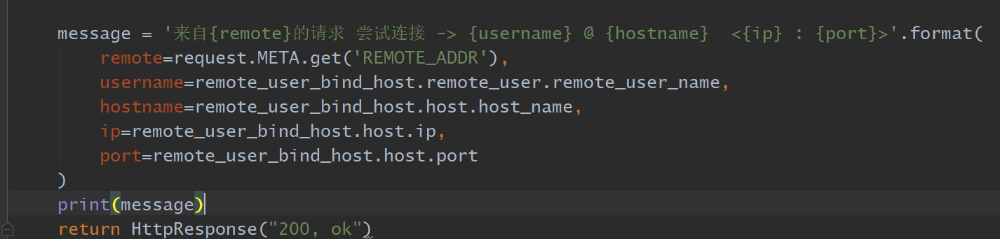 message = '来自{remote}的请求 尝试连接 -> {username} @ {hostname}  <{ip} : {port}>'.format(
    remote=request.META.get('REMOTE_ADDR'),
    username=remote_user_bind_host.remote_user.remote_user_name,
    hostname=remote_user_bind_host.host.host_name,
    ip=remote_user_bind_host.host.ip,
    port=remote_user_bind_host.host.port
)
print(message)
return HttpResponse("200, ok")